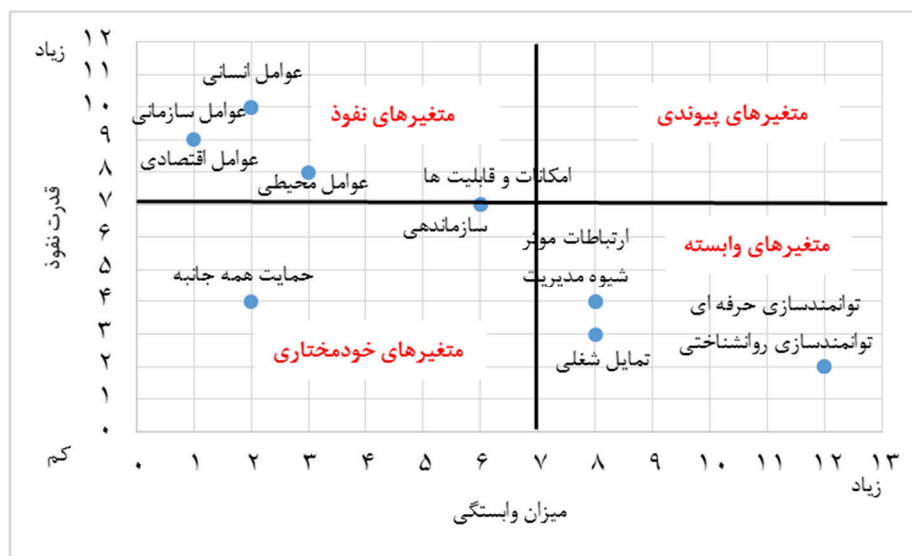 زیاد
۱۲
۱۱
۱۰
۹
۸
۷
۶
۵
۴
۳
۲
۱
۰
کم
قدرت نفوذ
عوامل انسانی
عوامل سازمانی
عوامل اقتصادی
عوامل محیطی
متغیرهای نفوذ
متغیرهای پیوندی
امکانات و قابلیت ها
سازماندهی
ارتباطات موثر
شیوه مدیریت
تمایل شغلی
متغیرهای وابسته
توانمندسازی حرفه ای
توانمندسازی روانشناختی
حمایت همه جانبه
متغیرهای خودمختاری
۰ ۱ ۲ ۳ ۴ ۵ ۶ ۷ ۸ ۹ ۱۰ ۱۱ ۱۲ ۱۳
زیاد
میزان وابستگی